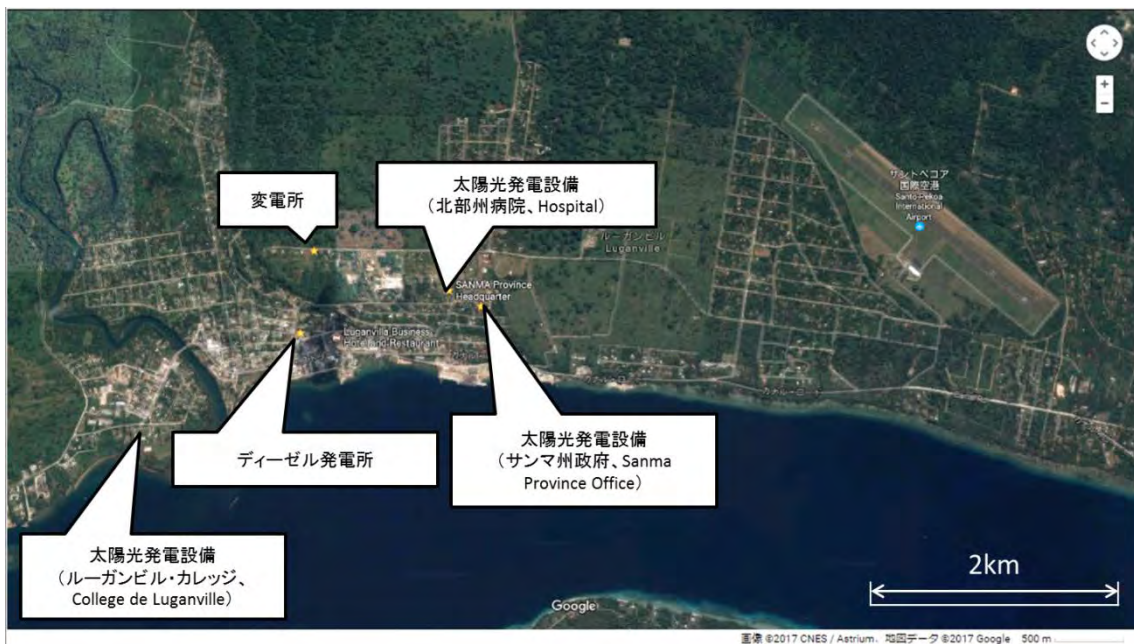 変電所
太陽光発電設備
(北部州病院、Hospital)
サントペコア
国際空港
Santo-Pekoa
International
Airport
ルーガンビル
Luganville
SANMA Province
Headquarter
Luganville Business
Hotel and Restaurant
ディーゼル発電所
太陽光発電設備
(サンマ州政府、Sanma
Province Office)
太陽光発電設備
(ルーガンビル・カレッジ、
College de Luganville)
2km
Google
画像 ©2017 CNES / Astrium、地図データ ©2017 Google 500 m